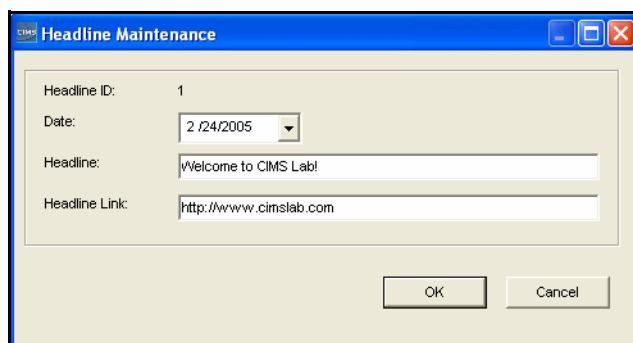 CIMS Headline Maintenance
Headline ID: 1
Date: 2 /24/2005
Headline: Welcome to CIMS Lab!
Headline Link: http://www.cimslab.com
OK Cancel